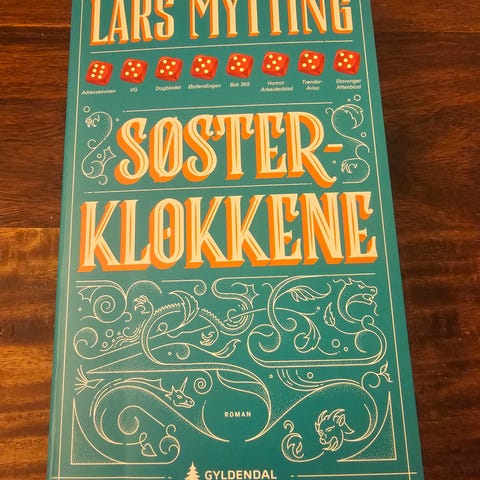 LARS MYTTING
Adresseavisen VG Dagbladet Østlendingen Bok 365 Hamar Arbeiderblad Trønder-Avisa Stavanger Aftenblad
SØSTER-
KLOKKENE
ROMAN
GYLDENDAL